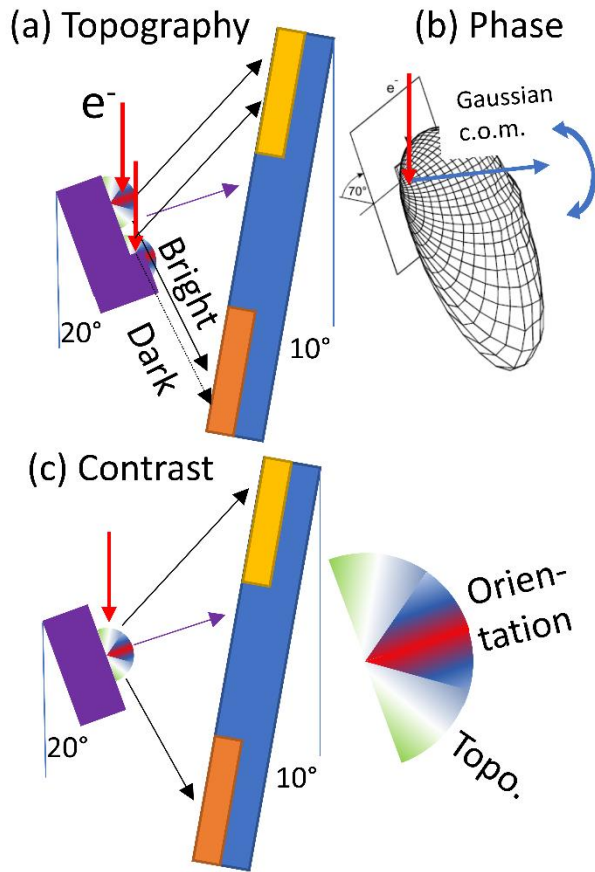 (a) Topography
(b) Phase
e-
e-
Gaussian
c.o.m.
70°
Bright
Dark
20°
10°
(c) Contrast
Orien-
tation
Topo.
20°
10°